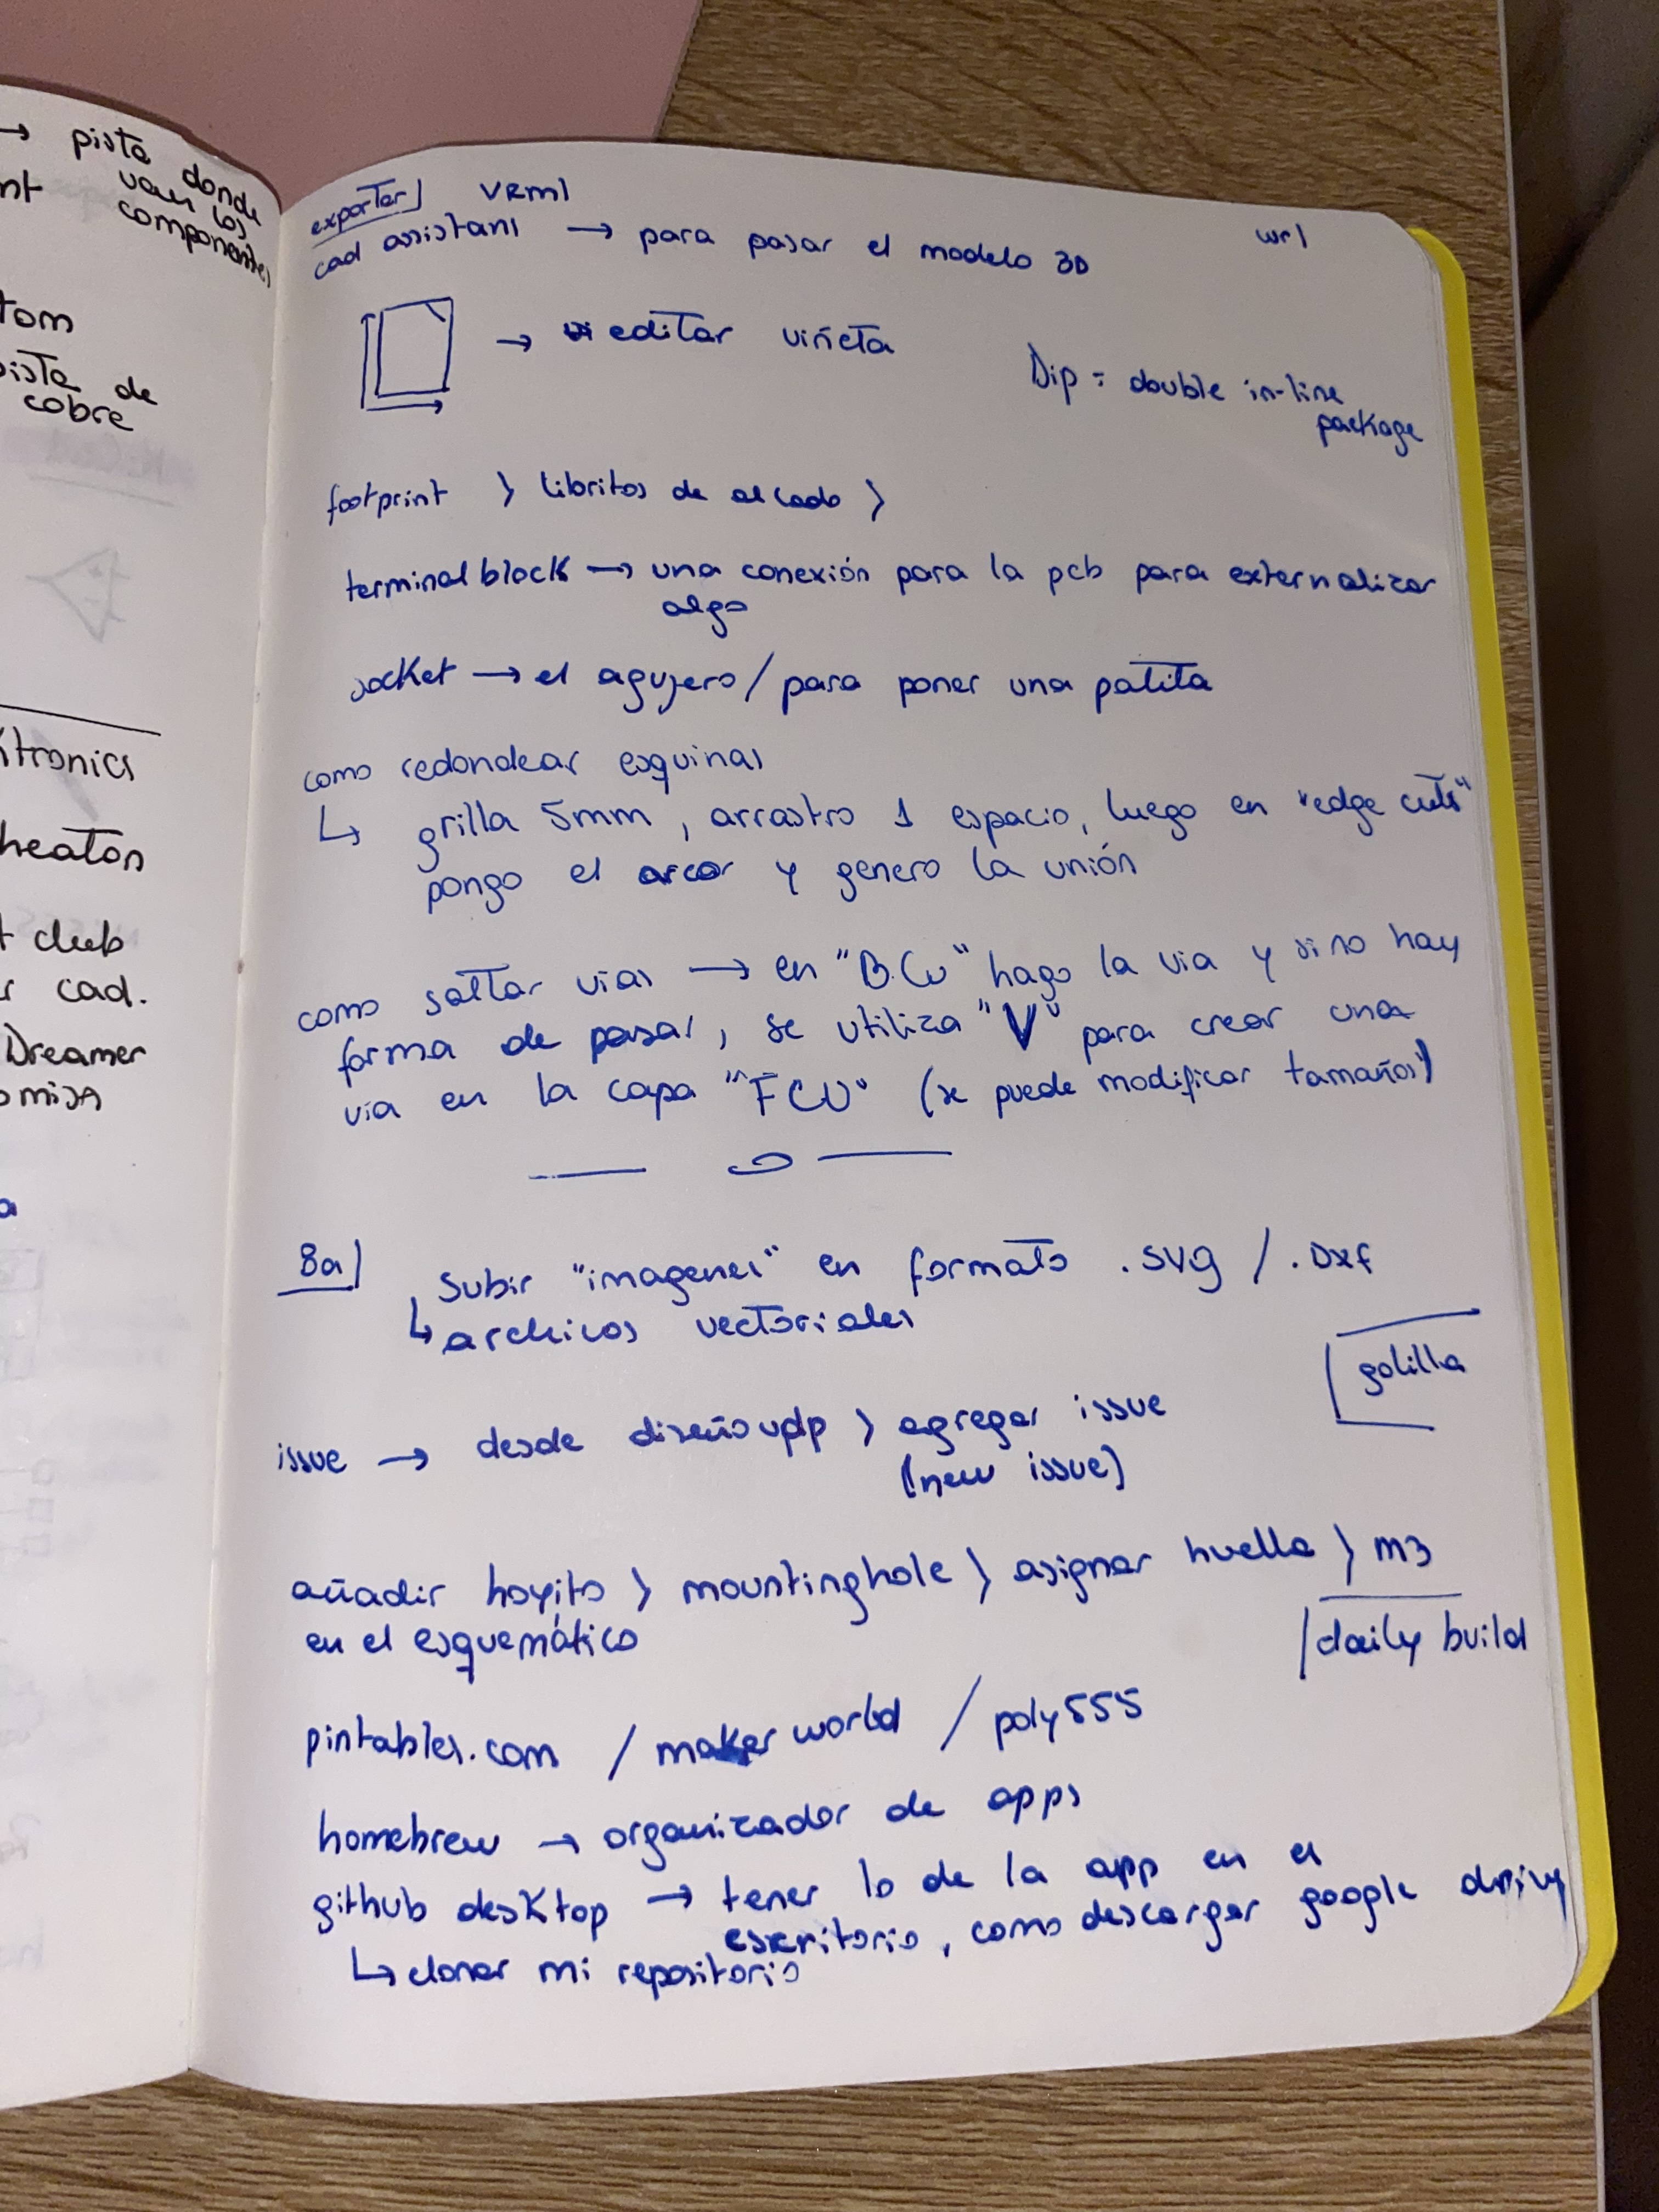 → pista donde
van los
componentes
nt
tom
pista de
cobre
itronics
heaton
t club
r cad.
Dreamer
omisa
a
exportar vrml
cad assistant → para pasar el modelo 3D
wrl
→ editar viñeta
Dip = double in-line
package
footprint > libritos de al lado >
terminal block → una conexión para la pcb para externalizar
algo
socket → el agujero / para poner una patita
como redondear esquinas
↳ grilla 5mm, arrastro 1 espacio, luego en "edge cuts"
pongo el arco y genero la unión
como saltar vias → en "B.Cu" hago la via y si no hay
forma de pasar, se utiliza "V" para crear una
via en la capa "FCU" (se puede modificar tamaños)
8a
subir "imagenes" en formato .svg / .Dxf
↳ archivos vectoriales
golilla
issue → desde diseño udp > agregar issue
(new issue)
añadir hoyito > mountinghole > asignar huella > m3
en el esquemático
daily build
pintables.com / maker world / poly555
homebrew → organizador de apps
github desktop → tener lo de la app en el
escritorio, como descargar google
↳ clonar mi repositorio